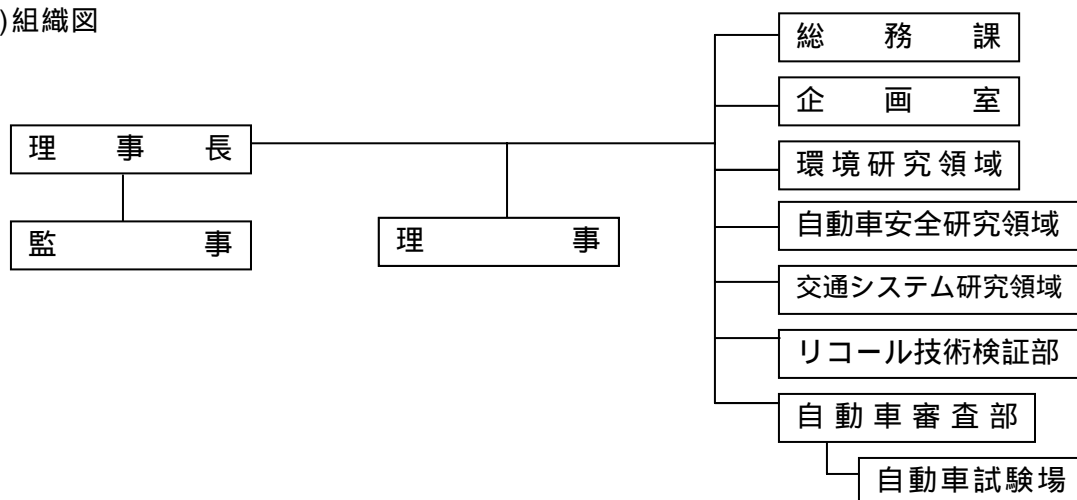 )組織図
総務課
企画室
理事長
環境研究領域
監事
理事
自動車安全研究領域
交通システム研究領域
リコール技術検証部
自動車審査部
自動車試験場